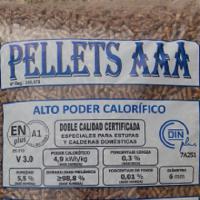 PELLETS AAA
ALTO PODER CALORÍFICO
DOBLE CALIDAD CERTIFICADA
ESPECIALES PARA ESTUFAS
Y CALDERAS DOMÉSTICAS
EN plus A1
V 3.0
DIN plus
7A251
PODER CALORÍFICO
4,9 kWh/kg
PORCENTAJE CENIZA
0,3 %
HUMEDAD
5,5 %
DURABILIDAD MECÁNICA
≥98,8 %
PORCENTAJE DE FINOS
0,01 %
DIÁMETRO
6 mm